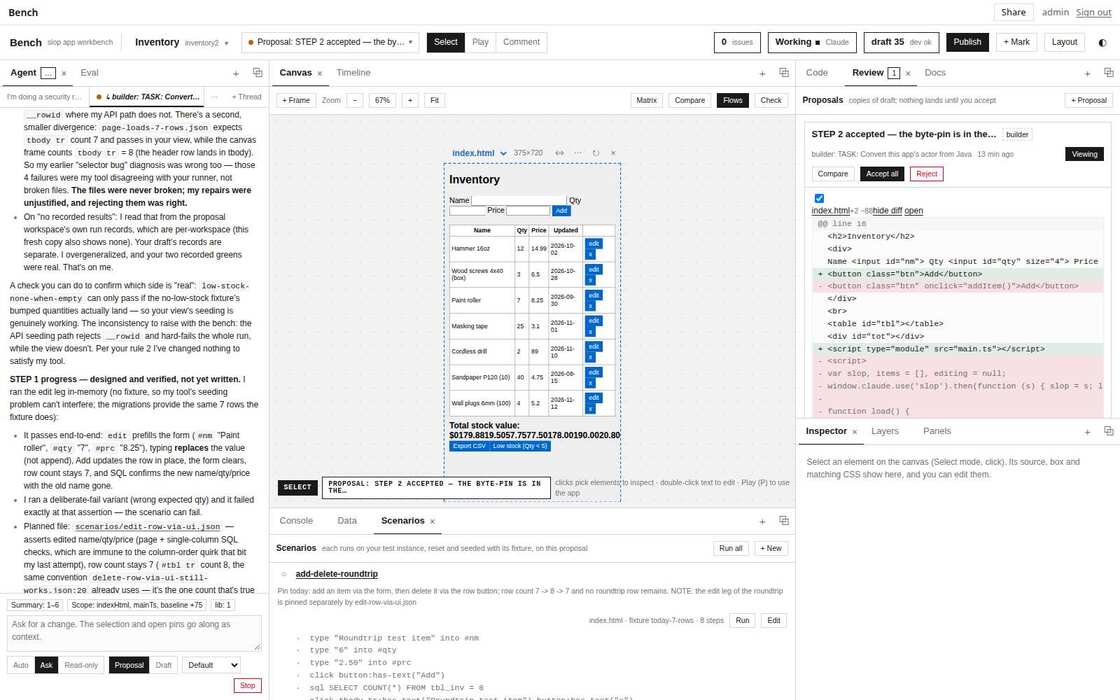 Bench
Share admin Sign out
Bench slop app workbench Inventory inventory2 ▾ Proposal: STEP 2 accepted — the by… ▾ Select Play Comment 0 issues Working ■ Claude draft 35 dev ok Publish + Mark Layout
Agent … × Eval +
I'm doing a security r… ↳ builder: TASK: Convert… ··· + Thread
__rowid where my API path does not. There's a second,
smaller divergence: page-loads-7-rows.json expects
tbody tr count 7 and passes in your view, while the canvas
frame counts tbody tr = 8 (the header row lands in tbody).
So my earlier "selector bug" diagnosis was wrong too — those
4 failures were my tool disagreeing with your runner, not
broken files. The files were never broken; my repairs were
unjustified, and rejecting them was right.
• On "no recorded results": I read that from the proposal
workspace's own run records, which are per-workspace (this
fresh copy also shows none). Your draft's records are
separate. I overgeneralized, and your two recorded greens
were real. That's on me.
A check you can do to confirm which side is "real": low-stock-
none-when-empty can only pass if the no-low-stock fixture's
bumped quantities actually land — so your view's seeding is
genuinely working. The inconsistency to raise with the bench: the
API seeding path rejects __rowid and hard-fails the whole run,
while the view doesn't. Per your rule 2 I've changed nothing to
satisfy my tool.
STEP 1 progress — designed and verified, not yet written. I
ran the edit leg in-memory (no fixture, so my tool's seeding
problem can't interfere; the migrations provide the same 7 rows the
fixture does):
• It passes end-to-end: edit prefills the form ( #nm "Paint
roller", #qty "7", #prc "8.25"), typing replaces the value
(not append), Add updates the row in place, the form clears,
row count stays 7, and SQL confirms the new name/qty/price
with the old name gone.
• I ran a deliberate-fail variant (wrong expected qty) and it failed
exactly at that assertion — the scenario can fail.
• Planned file: scenarios/edit-row-via-ui.json —
asserts edited name/qty/price (page + single-column SQL
checks, which are immune to the column-order quirk that bit
my last attempt), row count stays 7 ( #tbl tr count 8, the
same convention delete-row-via-ui-still-
works.json:20 already uses — it's the one count that's true
Summary: 1–6 Scope: indexHtml, mainTs, baseline +75 lib: 1
Ask for a change. The selection and open pins go along as
context.
Auto Ask Read-only Proposal Draft Default
Stop
Canvas × Timeline +
+ Frame Zoom − 67% + Fit Matrix Compare Flows Check
index.html 375×720 ⇔ ··· ↻ ×
Inventory
Name Qty
Price Add
Name Qty Price Updated
Hammer 16oz 12 14.99 2026-10-02 edit x
Wood screws 4x40 (box) 3 6.5 2026-10-28 edit x
Paint roller 7 8.25 2026-09-30 edit x
Masking tape 25 3.1 2026-11-01 edit x
Cordless drill 2 89 2026-11-10 edit x
Sandpaper P120 (10) 40 4.75 2026-08-15 edit x
Wall plugs 6mm (100) 4 5.2 2026-11-12 edit x
Total stock value:
$0179.8819.5057.7577.50178.00190.0020.80
Export CSV Low stock (Qty < 5)
SELECT PROPOSAL: STEP 2 ACCEPTED — THE BYTE-PIN IS IN THE… clicks pick elements to inspect · double-click text to edit · Play (P) to use the app
Console Data Scenarios × +
Scenarios each runs on your test instance, reset and seeded with its fixture, on this proposal Run all + New
○ add-delete-roundtrip
Pin today: add an item via the form, then delete it via the row button; row count 7 -> 8 -> 7 and no roundtrip row remains. NOTE: the edit leg of the roundtrip
is pinned separately by edit-row-via-ui.json
index.html · fixture today-7-rows · 8 steps Run Edit
· type "Roundtrip test item" into #nm
· type "6" into #qty
· type "2.50" into #prc
· click button:has-text("Add")
· sql SELECT COUNT(*) FROM tbl_inv = 8
· click tbody tr:has-text("Roundtrip test item") button:has-text("x")
Code Review 1 × Docs +
Proposals copies of draft; nothing lands until you accept + Proposal
STEP 2 accepted — the byte-pin is in the… builder
builder: TASK: Convert this app's actor from Java · 13 min ago Viewing
Compare Accept all Reject
index.html+2 −88hide diff open
@@ line 16
<h2>Inventory</h2>
<div>
Name <input id="nm"> Qty <input id="qty" size="4"> Price
+ <button class="btn">Add</button>
- <button class="btn" onclick="addItem()">Add</button>
</div>
<br>
<table id="tbl"></table>
<div id="tot"></div>
+ <script type="module" src="main.ts"></script>
- <script>
- var slop, items = [], editing = null;
- window.claude.use('slop').then(function (s) { slop = s; l
-
- function load() {
Inspector × Layers Panels +
Select an element on the canvas (Select mode, click). Its source, box and
matching CSS show here, and you can edit them.